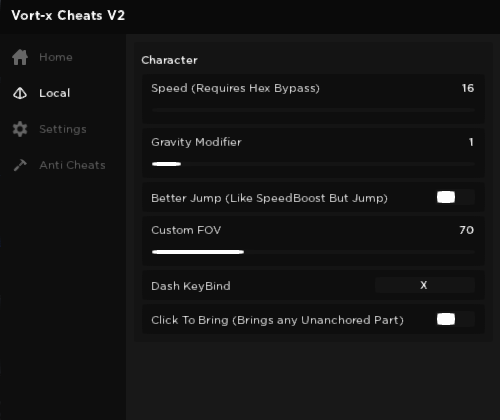 Vort-x Cheats V2
Home
Local
Settings
Anti Cheats
Character
Speed (Requires Hex Bypass) 16
Gravity Modifier 1
Better Jump (Like SpeedBoost But Jump)
Custom FOV 70
Dash KeyBind X
Click To Bring (Brings any Unanchored Part)